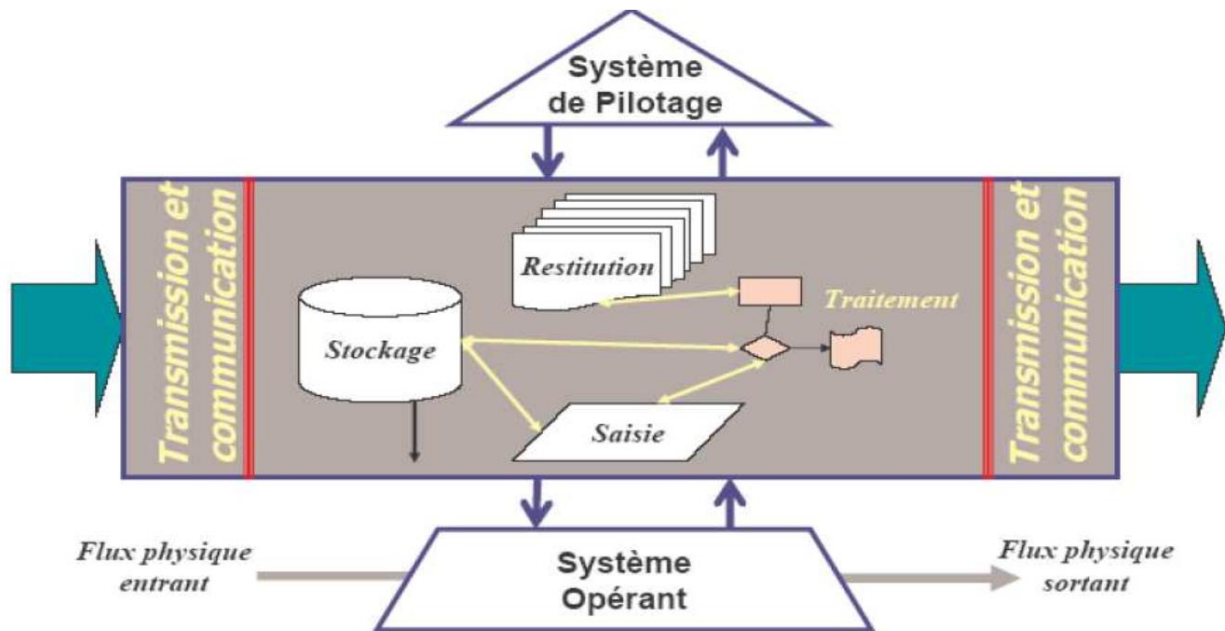 Système
de Pilotage
Transmission et
communication
Restitution
Traitement
Stockage
Saisie
Transmission et
communication
Flux physique
entrant
Système
Opérant
Flux physique
sortant